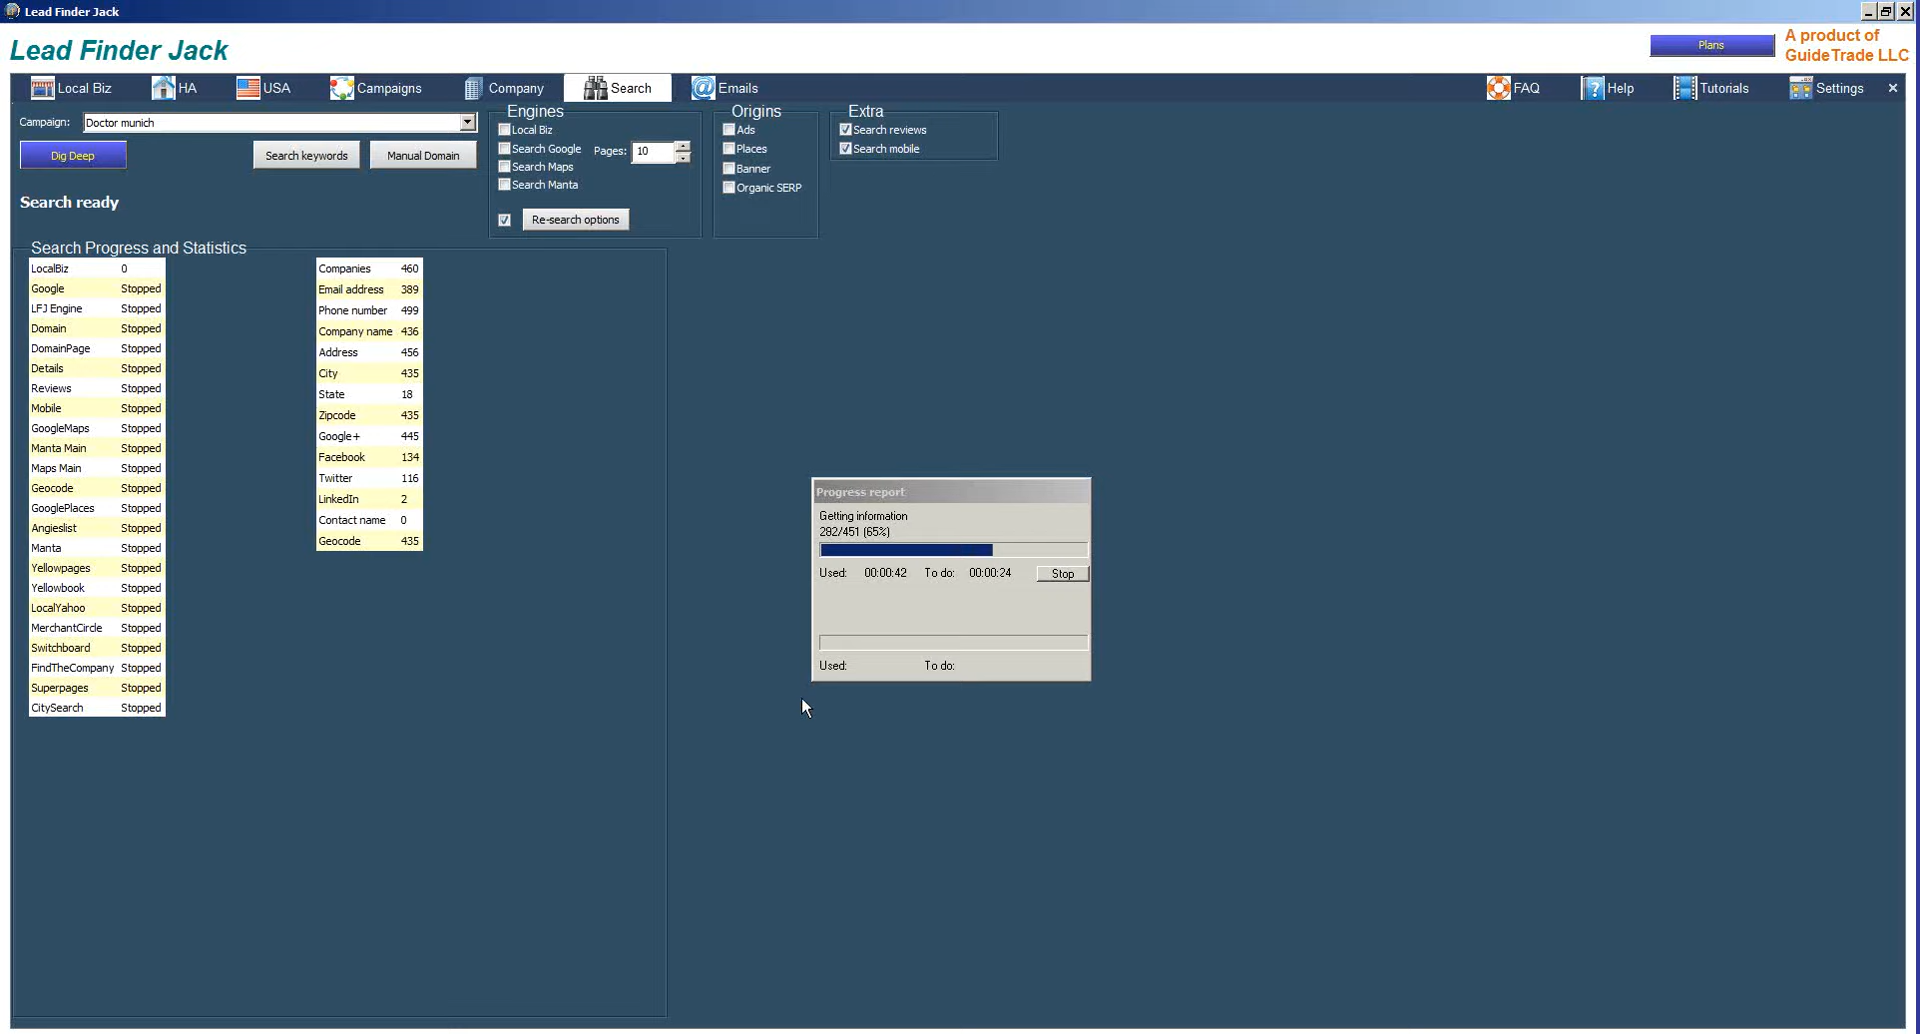 Lead Finder Jack
Lead Finder Jack
Plans
A product of
GuideTrade LLC
Local Biz HA USA Campaigns Company Search Emails FAQ Help Tutorials Settings
Campaign: Doctor munich
Dig Deep Search keywords Manual Domain
Search ready
Engines
Local Biz
Search Google Pages: 10
Search Maps
Search Manta
Re-search options
Origins
Ads
Places
Banner
Organic SERP
Extra
Search reviews
Search mobile
Search Progress and Statistics
LocalBiz 0
Google Stopped
LFJ Engine Stopped
Domain Stopped
DomainPage Stopped
Details Stopped
Reviews Stopped
Mobile Stopped
GoogleMaps Stopped
Manta Main Stopped
Maps Main Stopped
Geocode Stopped
GooglePlaces Stopped
Angieslist Stopped
Manta Stopped
Yellowpages Stopped
Yellowbook Stopped
LocalYahoo Stopped
MerchantCircle Stopped
Switchboard Stopped
FindTheCompany Stopped
Superpages Stopped
CitySearch Stopped
Companies 460
Email address 389
Phone number 499
Company name 436
Address 456
City 435
State 18
Zipcode 435
Google+ 445
Facebook 134
Twitter 116
LinkedIn 2
Contact name 0
Geocode 435
Progress report
Getting information
292/451 (65%)
Used: 00:00:42 To do: 00:00:24 Stop
Used: To do: